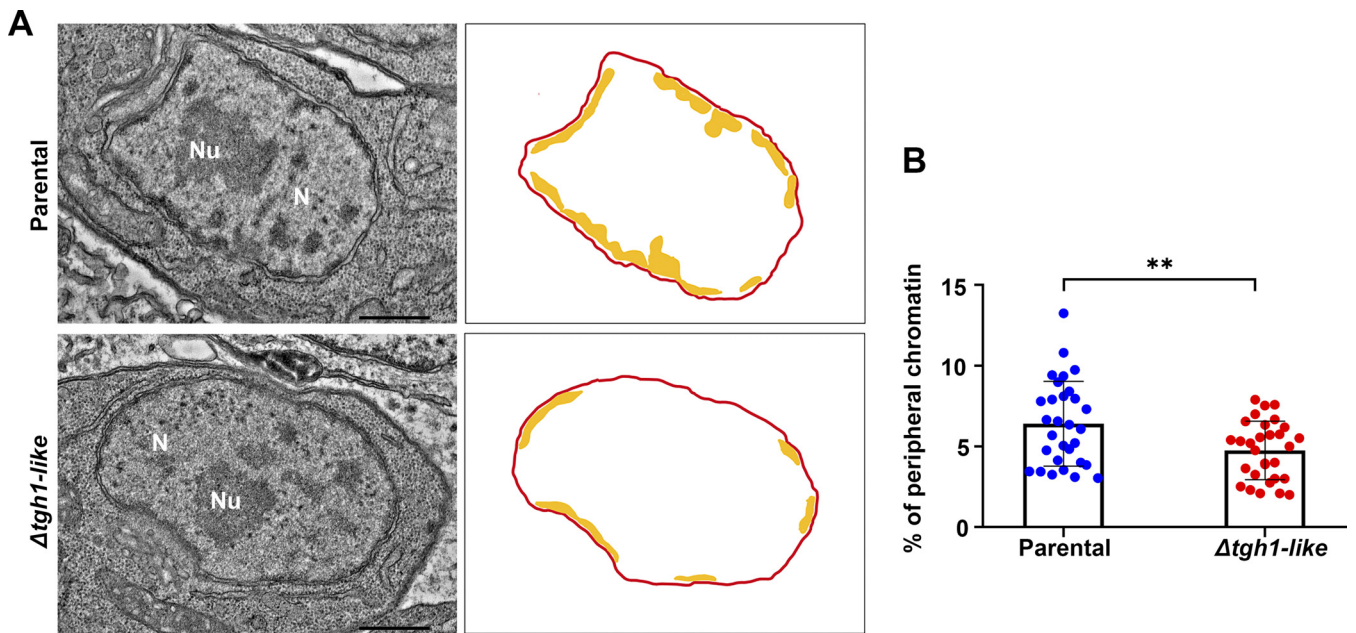 A
Parental
Nu
N
Δtgh1-like
N
Nu
B
**
% of peripheral chromatin
15
10
5
0
Parental
Δtgh1-like